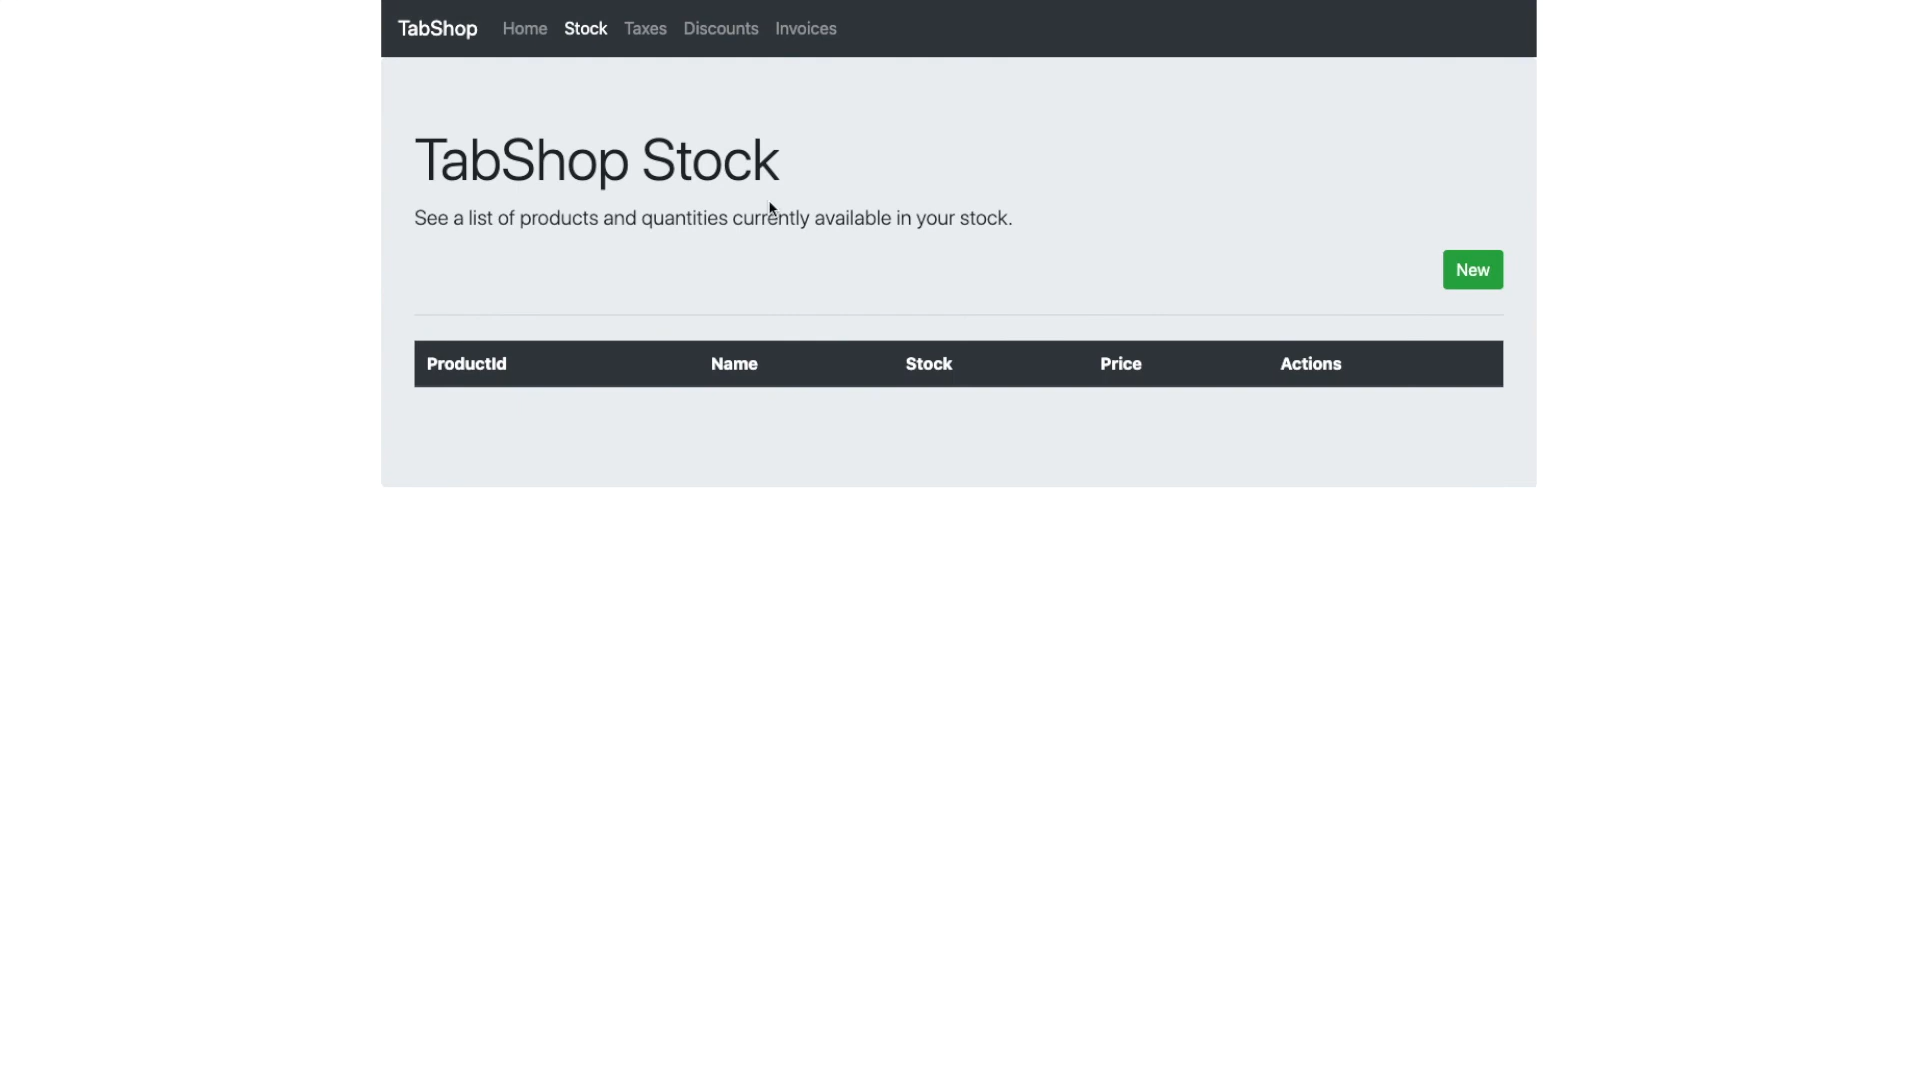 TabShop Home Stock Taxes Discounts Invoices
TabShop Stock
See a list of products and quantities currently available in your stock.
New
ProductId Name Stock Price Actions